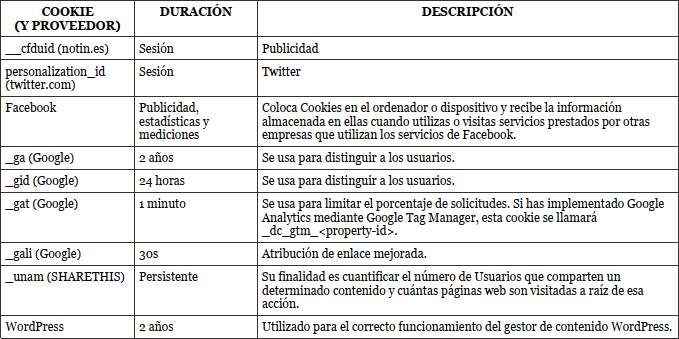 COOKIE
(Y PROVEEDOR)
DURACIÓN
DESCRIPCIÓN
__cfduid (notin.es)
Sesión
Publicidad
personalization_id
(twitter.com)
Sesión
Twitter
Facebook
Publicidad,
estadísticas y
mediciones
Coloca Cookies en el ordenador o dispositivo y recibe la información
almacenada en ellas cuando utilizas o visitas servicios prestados por otras
empresas que utilizan los servicios de Facebook.
_ga (Google)
2 años
Se usa para distinguir a los usuarios.
_gid (Google)
24 horas
Se usa para distinguir a los usuarios.
_gat (Google)
1 minuto
Se usa para limitar el porcentaje de solicitudes. Si has implementado Google
Analytics mediante Google Tag Manager, esta cookie se llamará
_dc_gtm_<property-id>.
_gali (Google)
30s
Atribución de enlace mejorada.
_unam (SHARETHIS)
Persistente
Su finalidad es cuantificar el número de Usuarios que comparten un
determinado contenido y cuántas páginas web son visitadas a raíz de esa
acción.
WordPress
2 años
Utilizado para el correcto funcionamiento del gestor de contenido WordPress.